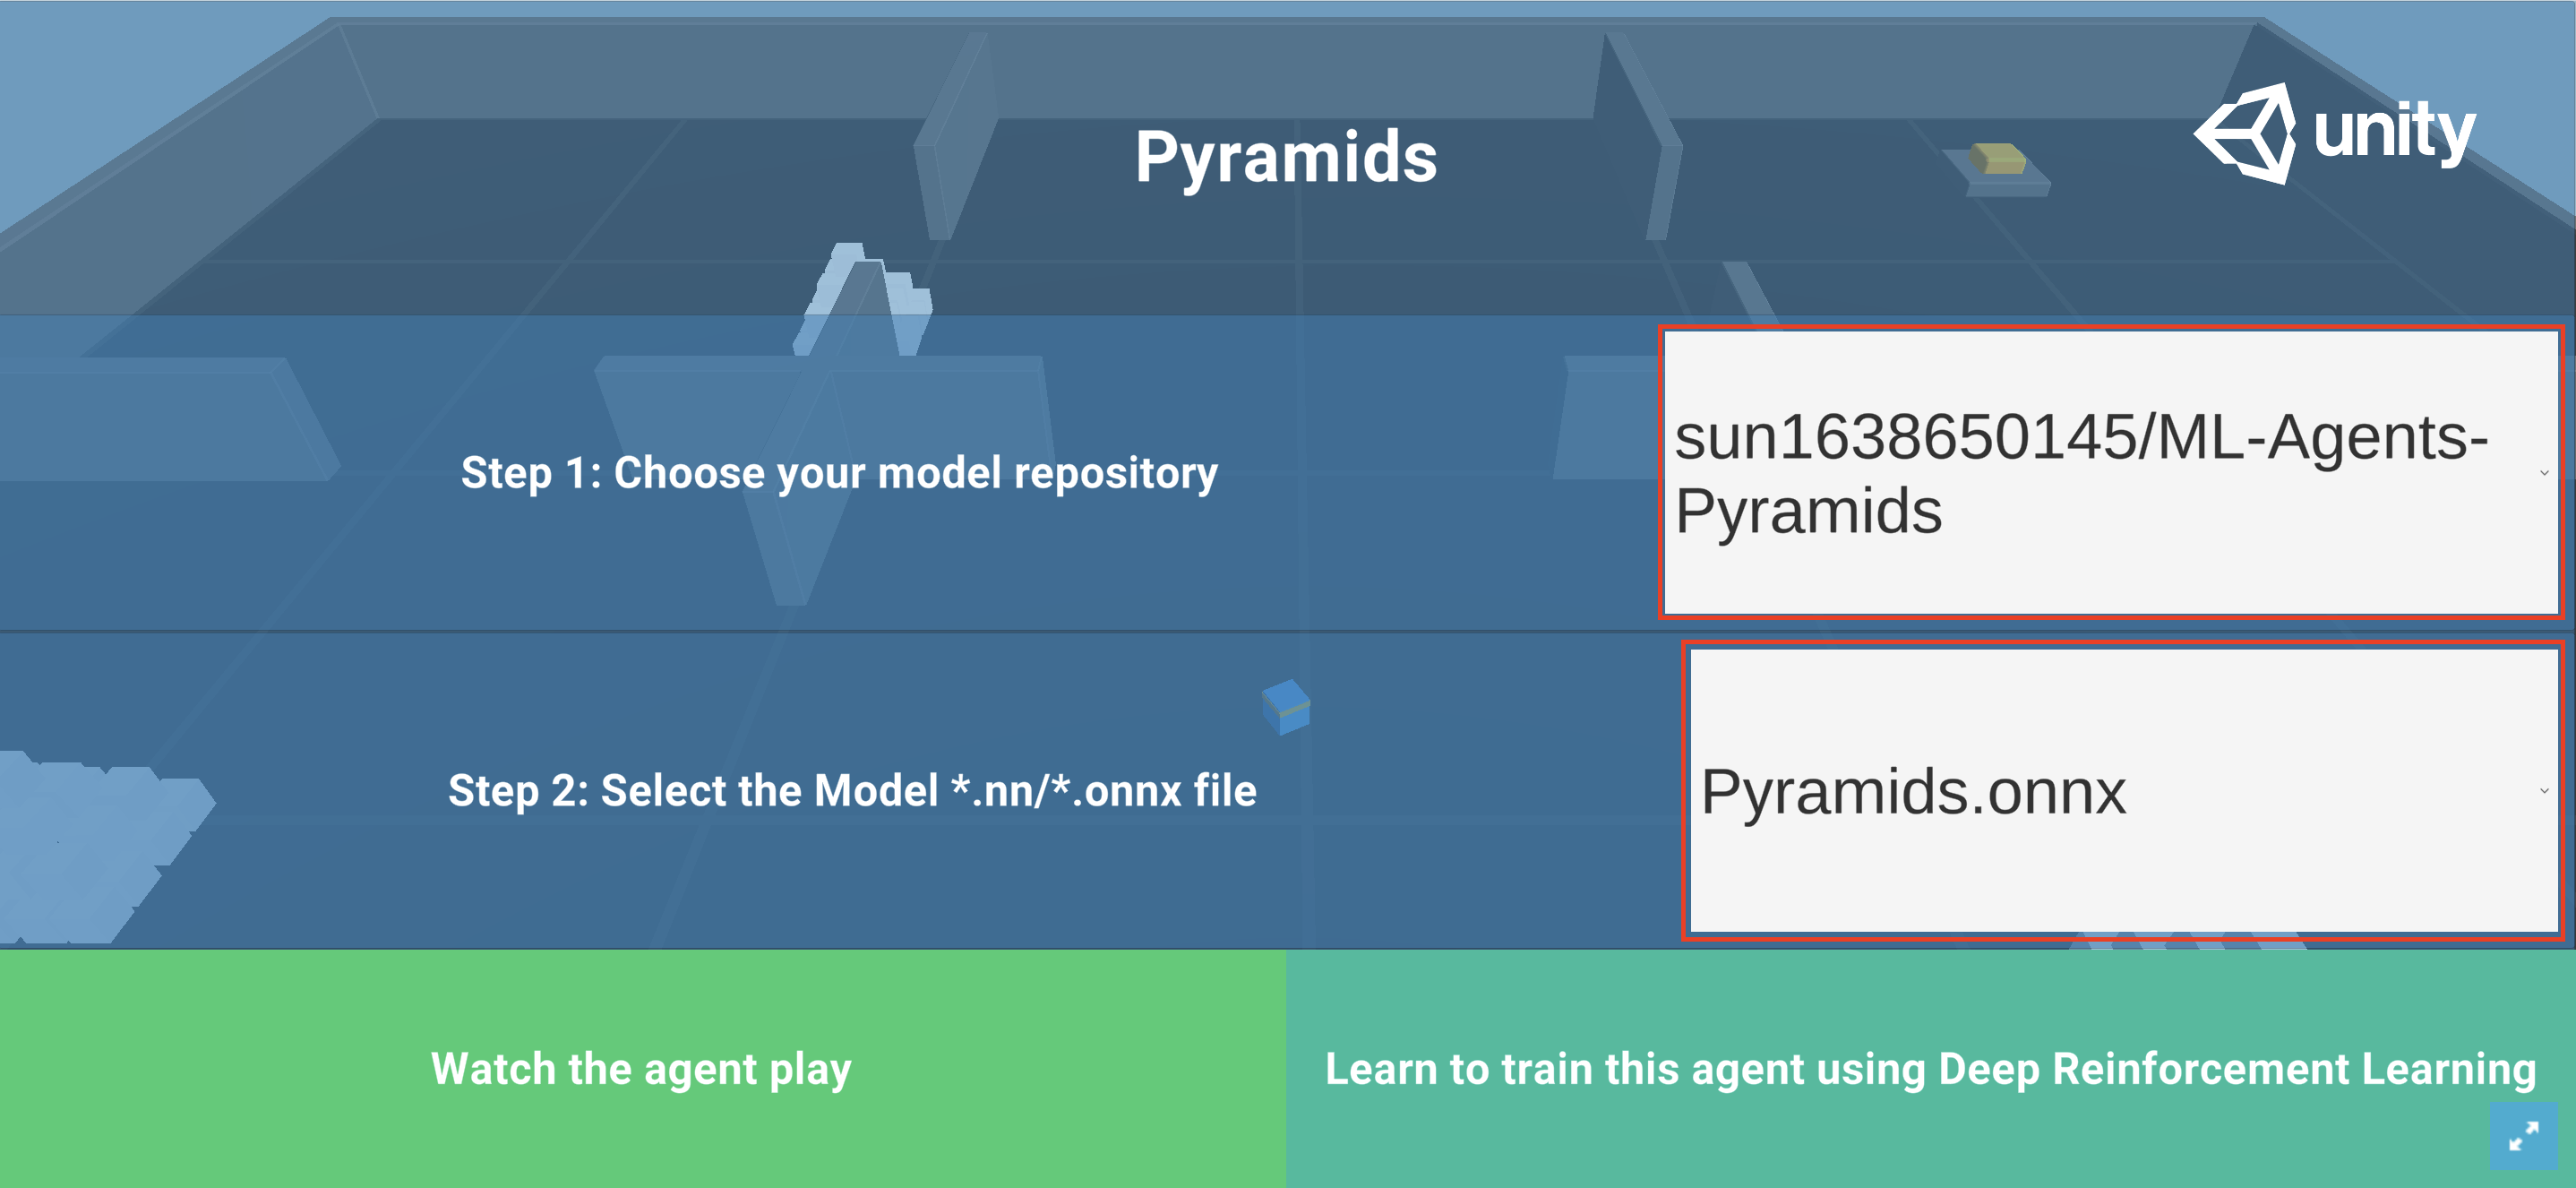 Pyramids
unity
Step 1: Choose your model repository
sun1638650145/ML-Agents-
Pyramids
Step 2: Select the Model *.nn/*.onnx file
Pyramids.onnx
Watch the agent play
Learn to train this agent using Deep Reinforcement Learning